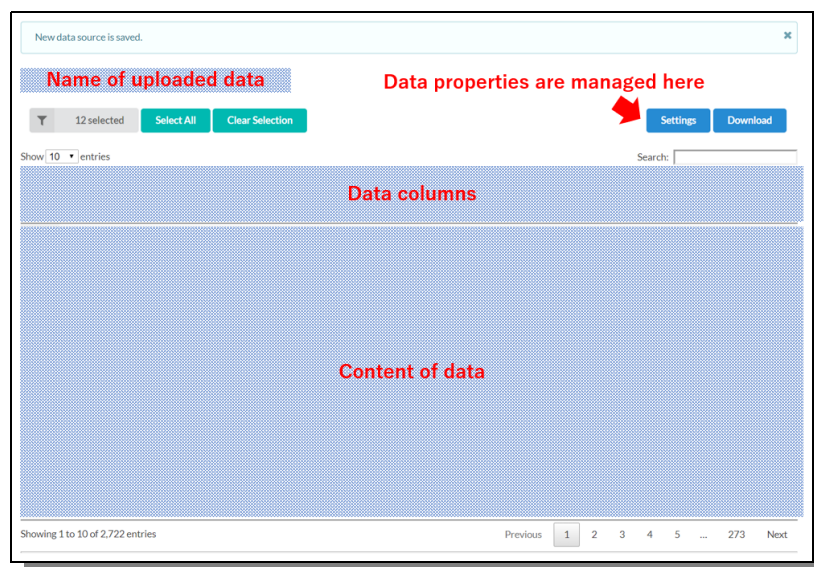 New data source is saved.
✖
Name of uploaded data
Data properties are managed here
12 selected Select All Clear Selection Settings Download
Show 10 entries Search:
Data columns
Content of data
Showing 1 to 10 of 2,722 entries Previous 1 2 3 4 5 ... 273 Next